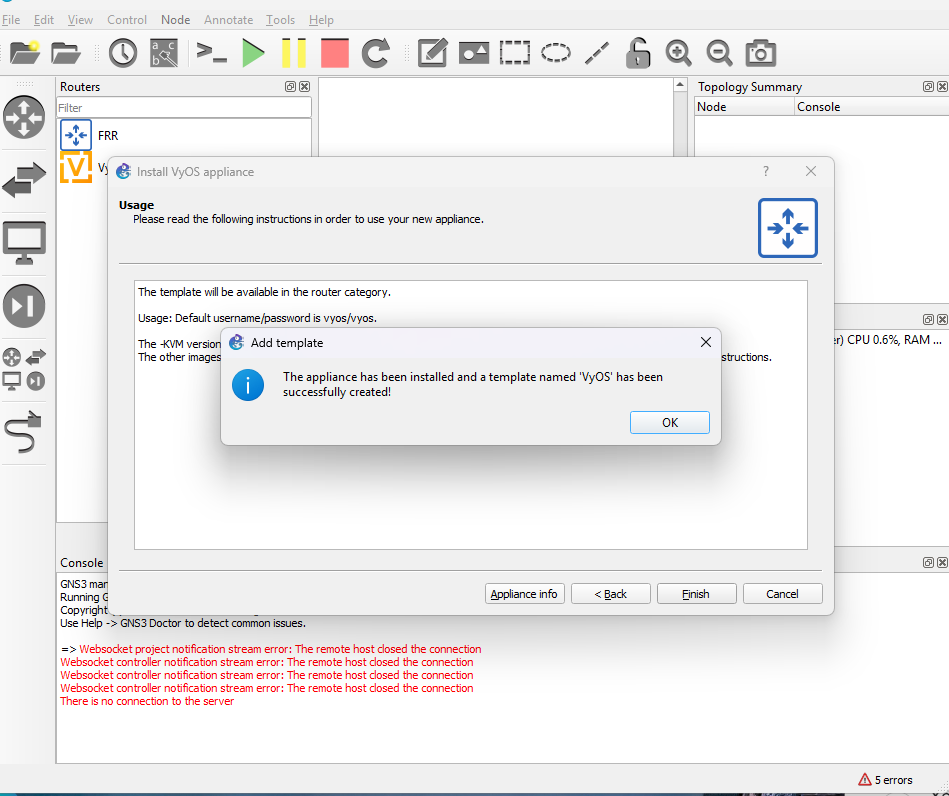 File Edit View Control Node Annotate Tools Help
Routers
Topology Summary
Filter
Node Console
FRR
Install VyOS appliance
Usage
Please read the following instructions in order to use your new appliance.
The template will be available in the router category.
Usage: Default username/password is vyos/vyos.
The -KVM version
The other images
structions.
CPU 0.6%, RAM ...
Add template
The appliance has been installed and a template named 'VyOS' has been
successfully created!
OK
Appliance info
< Back
Finish
Cancel
Console
GNS3 man
Running G
Copyright
Use Help -> GNS3 Doctor to detect common issues.
=> Websocket project notification stream error: The remote host closed the connection
Websocket controller notification stream error: The remote host closed the connection
Websocket controller notification stream error: The remote host closed the connection
Websocket controller notification stream error: The remote host closed the connection
There is no connection to the server
5 errors